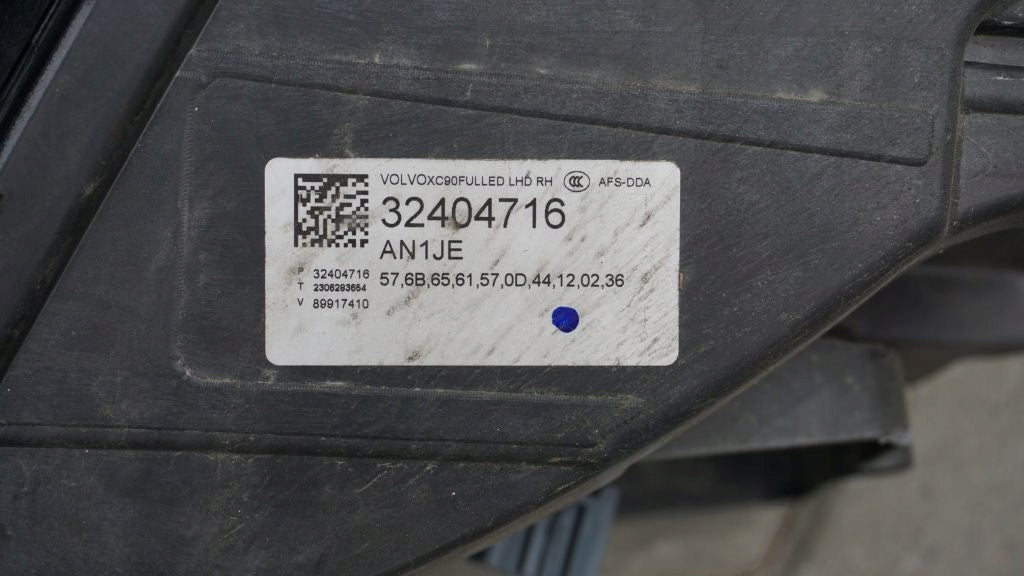 VOLVOXC90FULLED LHD RH CCC AFS-DDA
32404716
AN1JE
P 32404716
57,6B,65,61,57,0D,44,12,02,36
T 2306283654
V 89917410